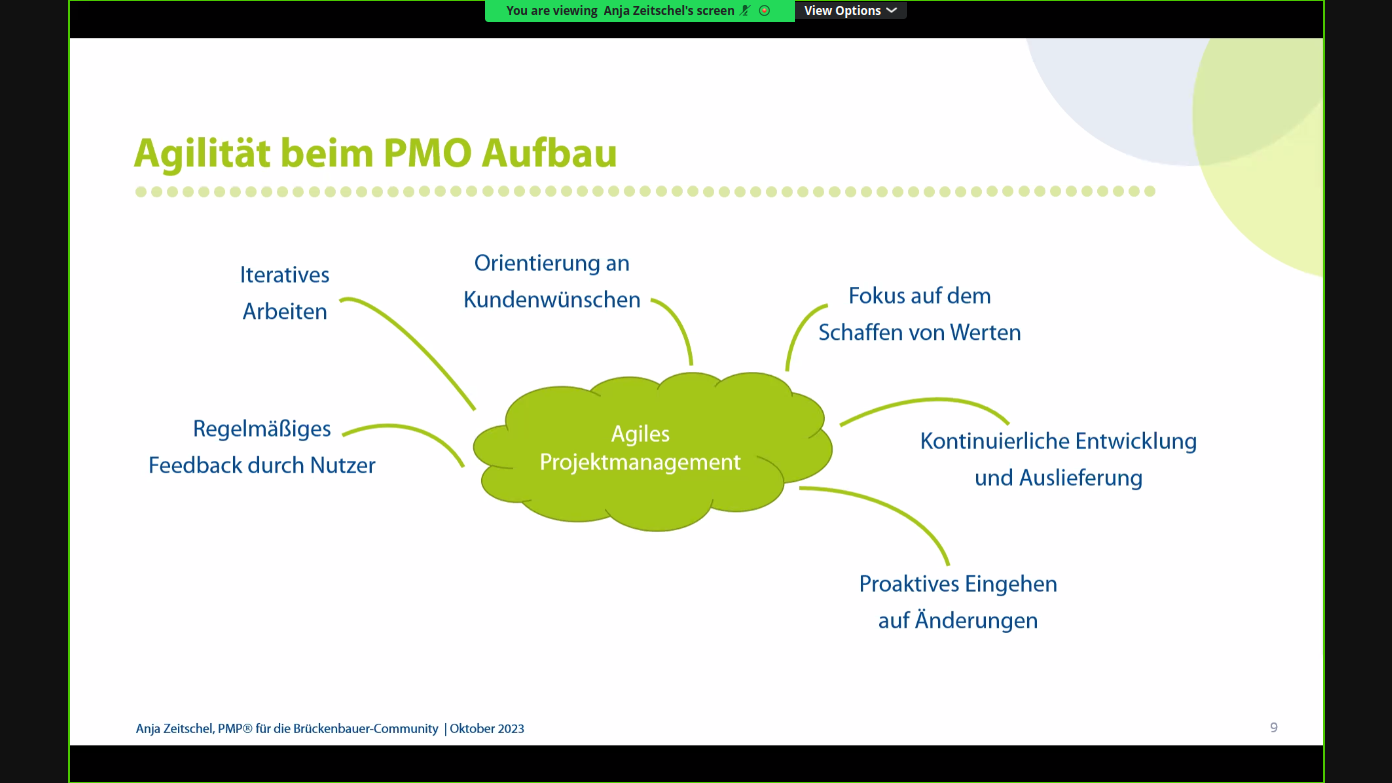 You are viewing Anja Zeitschel's screen
View Options
Agilität beim PMO Aufbau
Iteratives
Arbeiten
Orientierung an
Kundenwünschen
Fokus auf dem
Schaffen von Werten
Regelmäßiges
Feedback durch Nutzer
Agiles
Projektmanagement
Kontinuierliche Entwicklung
und Auslieferung
Proaktives Eingehen
auf Änderungen
Anja Zeitschel, PMP® für die Brückenbauer-Community | Oktober 2023
9